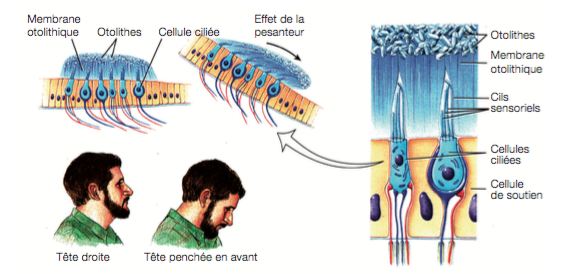 Membrane
otolithique
Otolithes
Cellule ciliée
Effet de la
pesanteur
Otolithes
Membrane
otolithique
Cils
sensoriels
Cellules
ciliées
Cellule
de soutien
Tête droite
Tête penchée en avant